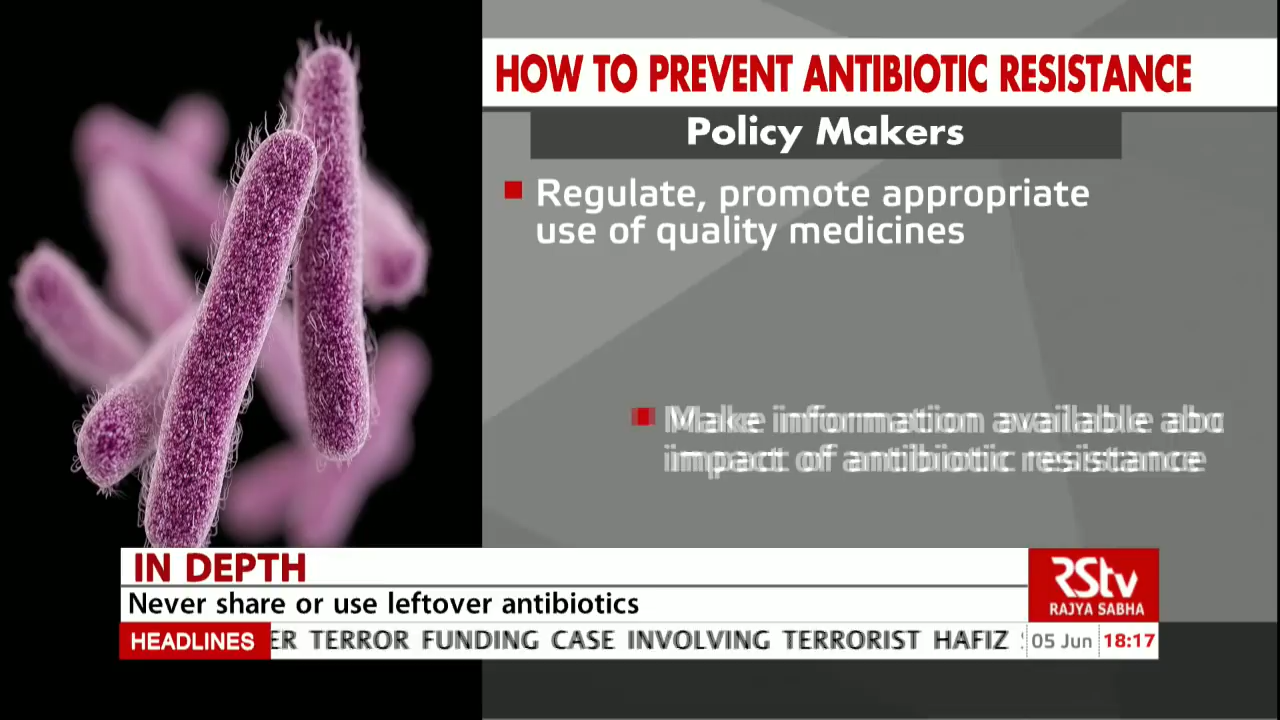 HOW TO PREVENT ANTIBIOTIC RESISTANCE
Policy Makers
Regulate, promote appropriate
use of quality medicines
Make information available
impact of antibiotic resistance
IN DEPTH
Never share or use leftover antibiotics
RStv
RAJYA SABHA
HEADLINES
ER TERROR FUNDING CASE INVOLVING TERRORIST HAFIZ
05 Jun
18:17